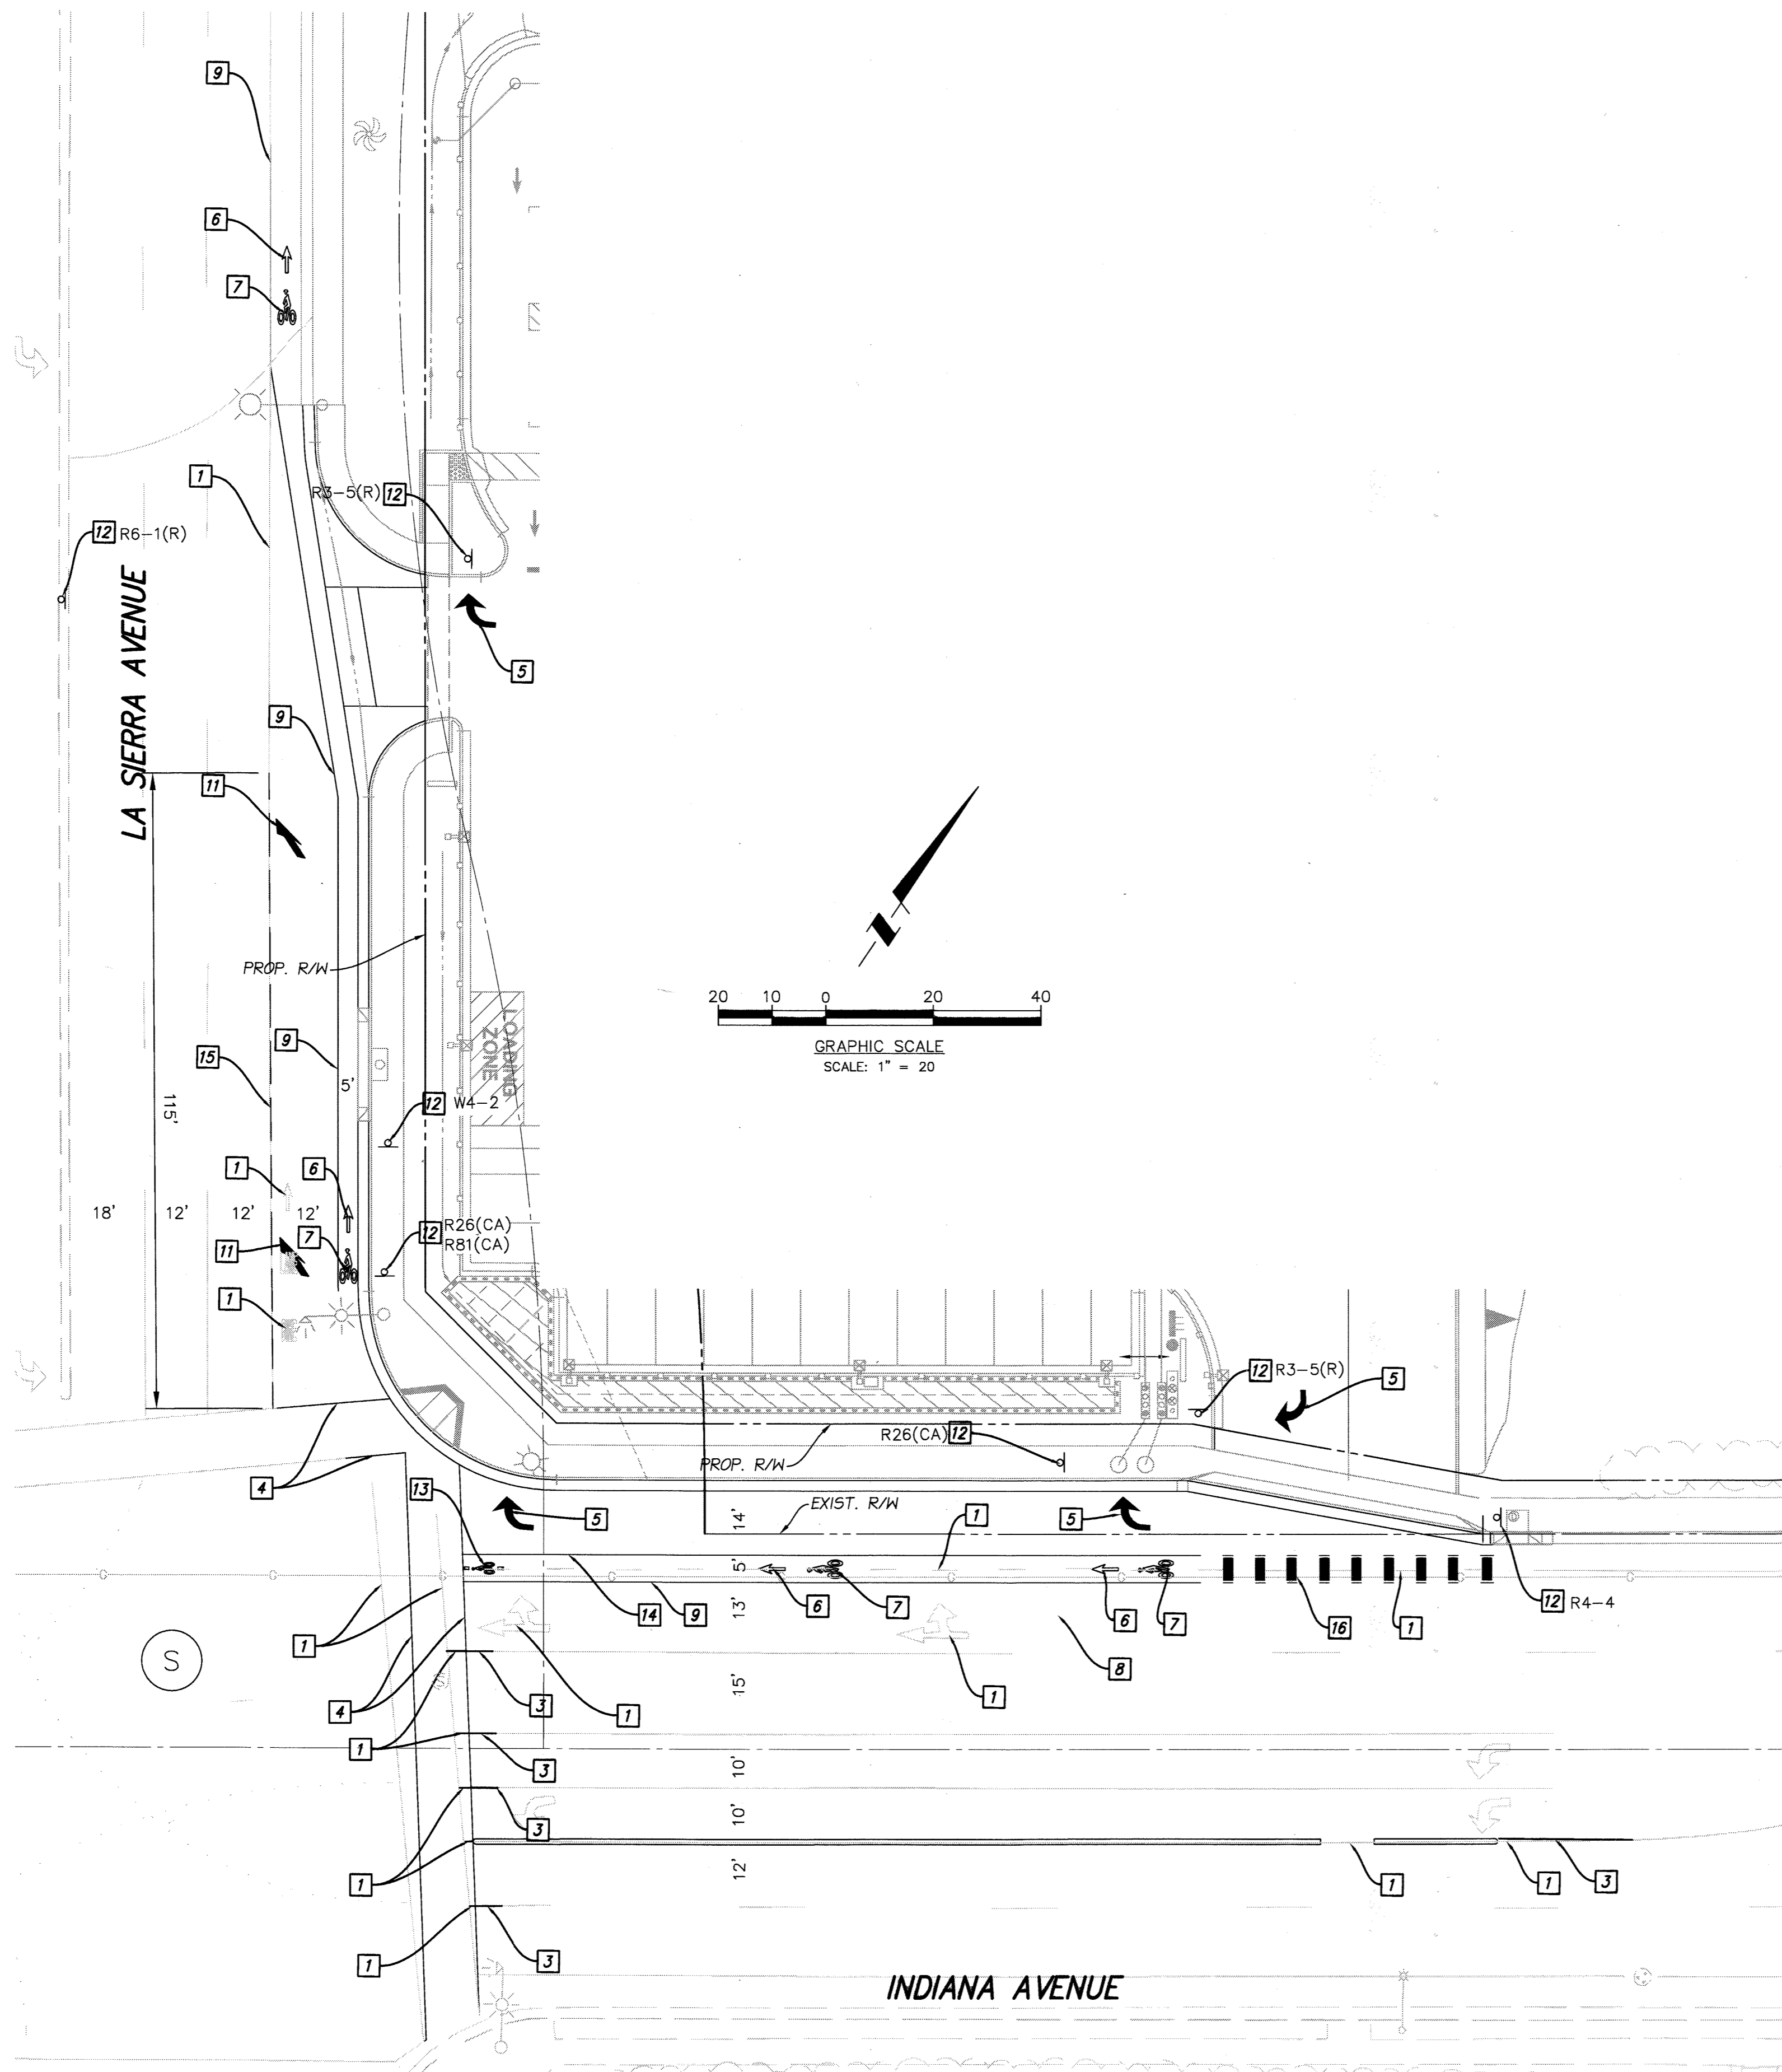 9
6
7
1
R3-5(R) 12
12 R6-1(R)
LA SIERRA AVENUE
5
9
11
PROP. R/W
20 10 0 20 40
GRAPHIC SCALE
SCALE: 1" = 20
LOADING
ZONE
9
15
5'
115'
12 W4-2
1
6
18' 12' 12' 12'
12 R26(CA)
R81(CA)
7
11
1
12 R3-5(R)
5
R26(CA) 12
PROP. R/W
4
13
EXIST. R/W
14'
5
5
1
5'
13'
6
7
14
9
6
7
16
1
12 R4-4
1
S
8
15'
4
3
1
1
1
3
10'
10'
3
12'
1
1
1
3
1
3
INDIANA AVENUE